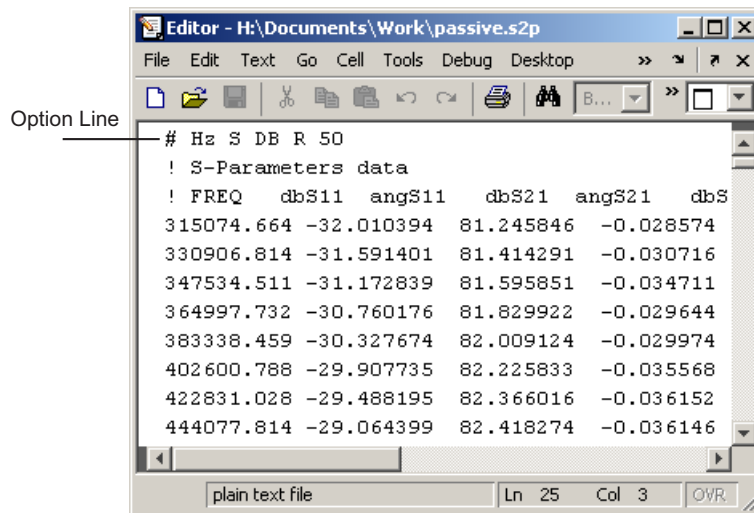 Editor - H:\Documents\Work\passive.s2p
File Edit Text Go Cell Tools Debug Desktop »
B... »
Option Line
# Hz S DB R 50
! S-Parameters data
! FREQ dbS11 angS11 dbS21 angS21 dbS
315074.664 -32.010394 81.245846 -0.028574
330906.814 -31.591401 81.414291 -0.030716
347534.511 -31.172839 81.595851 -0.034711
364997.732 -30.760176 81.829922 -0.029644
383338.459 -30.327674 82.009124 -0.029974
402600.788 -29.907735 82.225833 -0.035568
422831.028 -29.488195 82.366016 -0.036152
444077.814 -29.064399 82.418274 -0.036146
plain text file Ln 25 Col 3 OVR